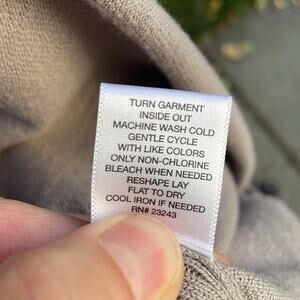 TURN GARMENT
INSIDE OUT
MACHINE WASH COLD
GENTLE CYCLE
WITH LIKE COLORS
ONLY NON-CHLORINE
BLEACH WHEN NEEDED
RESHAPE LAY
FLAT TO DRY
COOL IRON IF NEEDED
RN# 23243